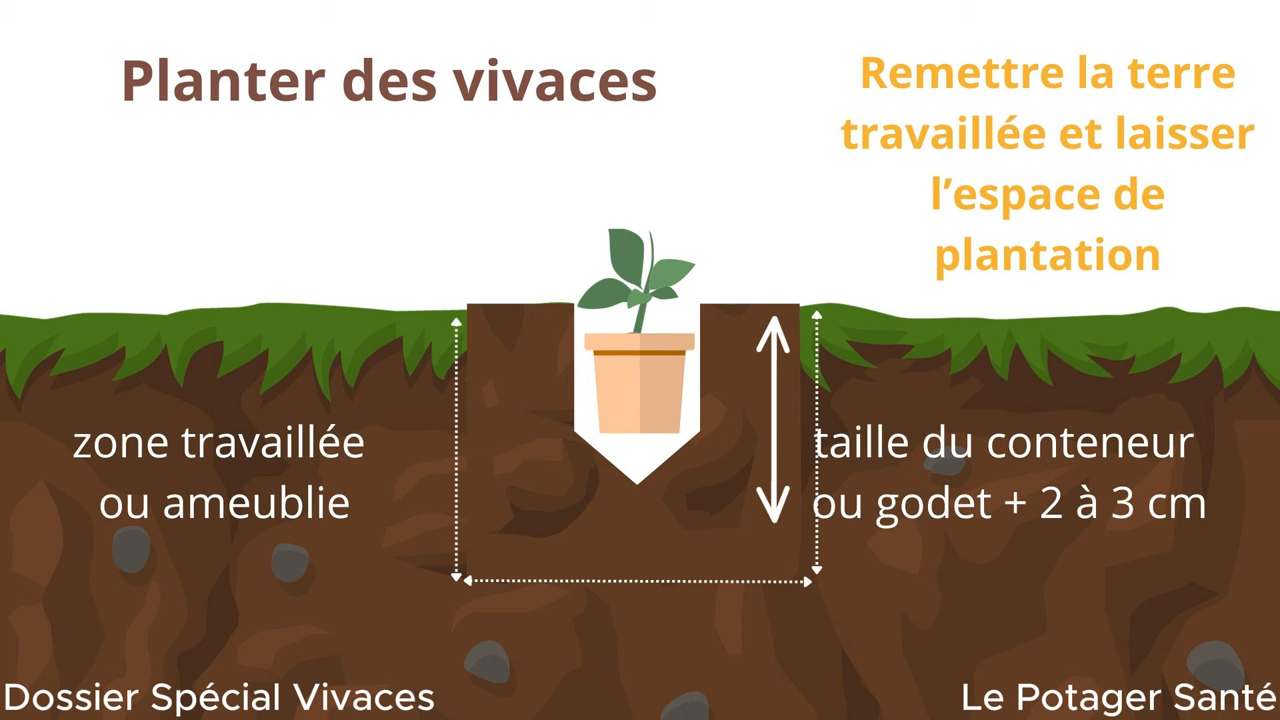 Planter des vivaces
Remettre la terre
travaillée et laisser
l’espace de
plantation
zone travaillée
ou ameublie
taille du conteneur
ou godet + 2 à 3 cm
Dossier Spécial Vivaces
Le Potager Santé